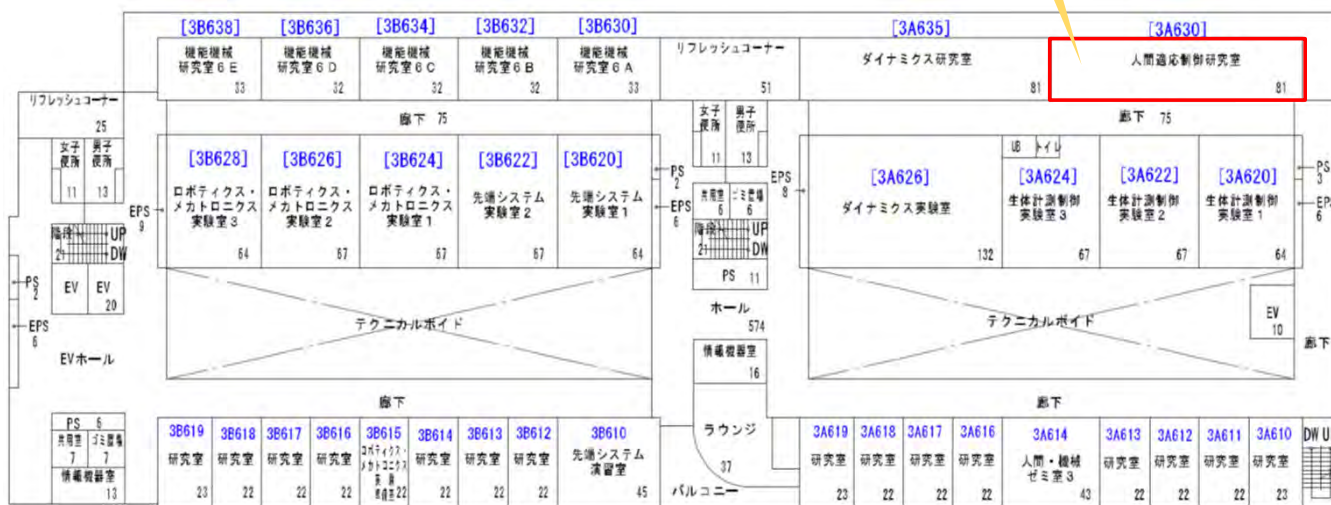 [3B638]
機能機械
研究室6E
33
[3B636]
機能機械
研究室6D
32
[3B634]
機能機械
研究室6C
32
[3B632]
機能機械
研究室6B
32
[3B630]
機能機械
研究室6A
33
リフレッシュコーナー
51
[3A635]
ダイナミクス研究室
81
[3A630]
人間適応制御研究室
81
リフレッシュコーナー
25
廊下 75
廊下 75
女子
便所
11
男子
便所
13
女子
便所
11
男子
便所
13
[3B628]
ロボティクス・
メカトロニクス
実験室3
64
[3B626]
ロボティクス・
メカトロニクス
実験室2
67
[3B624]
ロボティクス・
メカトロニクス
実験室1
67
[3B622]
先端システム
実験室2
67
[3B620]
先端システム
実験室1
64
PS
2
EPS
6
EPS
9
共用室
6
ゴミ置場
6
EPS
8
[3A626]
ダイナミクス実験室
132
UB
トイレ
[3A624]
生体計測制御
実験室3
67
[3A622]
生体計測制御
実験室2
67
[3A620]
生体計測制御
実験室1
64
PS
3
EPS
6
階段
21
UP
DW
階段
21
UP
DW
PS 11
EV
EV
20
PS
2
EPS
6
EVホール
テクニカルボイド
ホール
574
テクニカルボイド
EV
10
廊下
情報機器室
16
廊下
廊下
PS 6
共用室
7
ゴミ置場
7
情報機器室
13
3B619
研究室
23
3B618
研究室
22
3B617
研究室
22
3B616
研究室
22
3B615
ロボティクス・
メカトロニクス
22
3B614
研究室
22
3B613
研究室
22
3B612
研究室
22
3B610
先端システム
演習室
45
ラウンジ
37
バルコニー
3A619
研究室
23
3A618
研究室
22
3A617
研究室
22
3A616
研究室
22
3A614
人間・機械
ゼミ室3
43
3A613
研究室
22
3A612
研究室
22
3A611
研究室
22
3A610
研究室
23
DW U